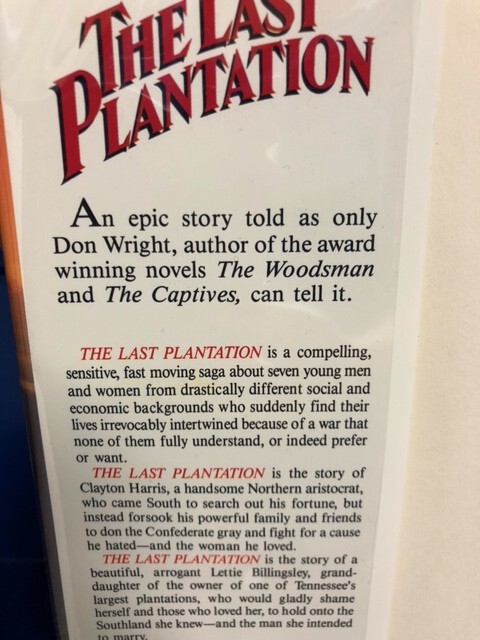 THE LAST
PLANTATION
An epic story told as only
Don Wright, author of the award
winning novels The Woodsman
and The Captives, can tell it.
THE LAST PLANTATION is a compelling,
sensitive, fast moving saga about seven young men
and women from drastically different social and
economic backgrounds who suddenly find their
lives irrevocably intertwined because of a war that
none of them fully understand, or indeed prefer
or want.
THE LAST PLANTATION is the story of
Clayton Harris, a handsome Northern aristocrat,
who came South to search out his fortune, but
instead forsook his powerful family and friends
to don the Confederate gray and fight for a cause
he hated—and the woman he loved.
THE LAST PLANTATION is the story of a
beautiful, arrogant Lettie Billingsley, grand-
daughter of the owner of one of Tennessee's
largest plantations, who would gladly shame
herself and those who loved her, to hold onto the
Southland she knew—and the man she intended
to marry.